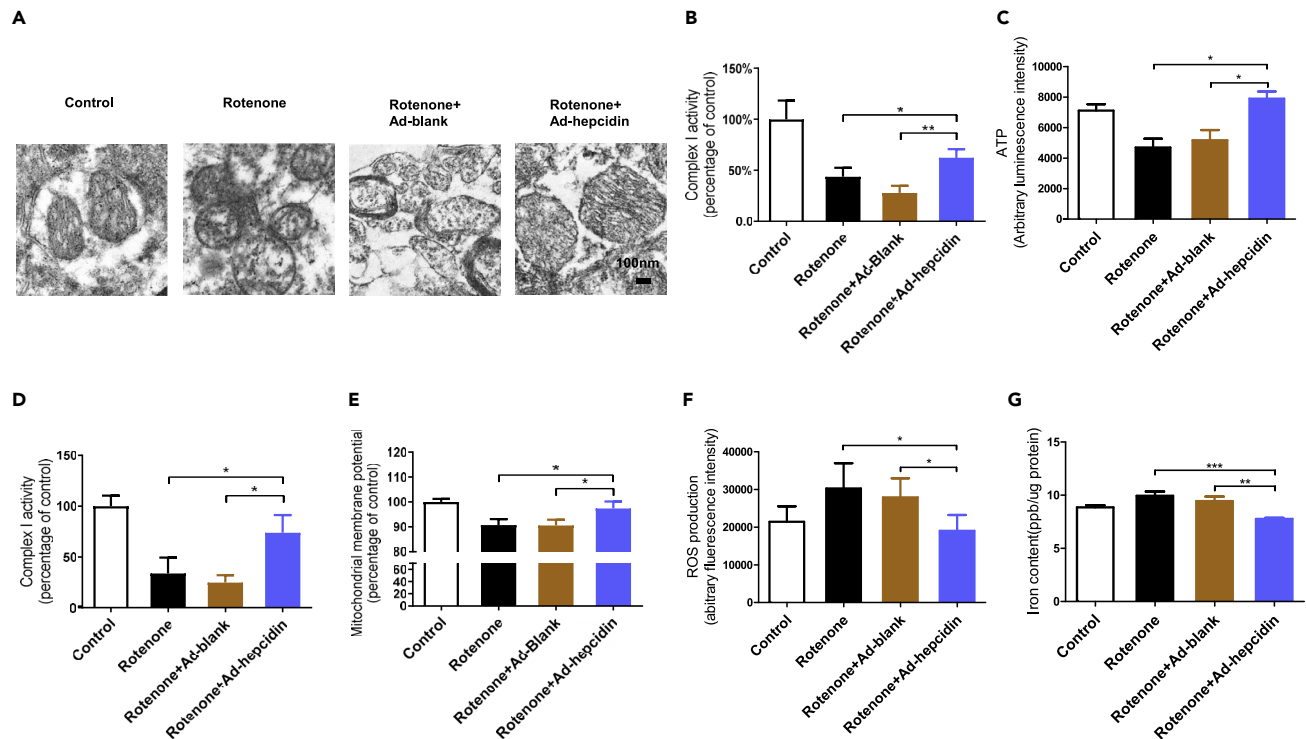 A
Control
Rotenone
Rotenone+
Ad-blank
Rotenone+
Ad-hepcidin
100nm
B
Complex I activity
(percentage of control)
150%
100%
50%
0.0
*
**
Control
Rotenone
Rotenone+Ad-Blank
Rotenone+Ad-hepcidin
C
ATP
(Arbitrary luminescence intensity)
10000
8000
6000
4000
2000
0
*
*
Control
Rotenone
Rotenone+Ad-blank
Rotenone+Ad-hepcidin
D
Complex I activity
(percentage of control)
150
100
50
0
*
*
Control
Rotenone
Rotenone+Ad-blank
Rotenone+Ad-hepcidin
E
Mitochondrial membrane potential
(percentage of control)
120
110
100
90
80
60
40
20
0
*
*
Control
Rotenone
Rotenone+Ad-Blank
Rotenone+Ad-hepcidin
F
ROS production
(abitrary fluorescence intensity)
40000
30000
20000
10000
0
*
*
Control
Rotenone
Rotenone+Ad-blank
Rotenone+Ad-hepcidin
G
Iron content(ppb/ug protein)
15
10
5
0
***
**
Control
Rotenone
Rotenone+Ad-blank
Rotenone+Ad-hepcidin